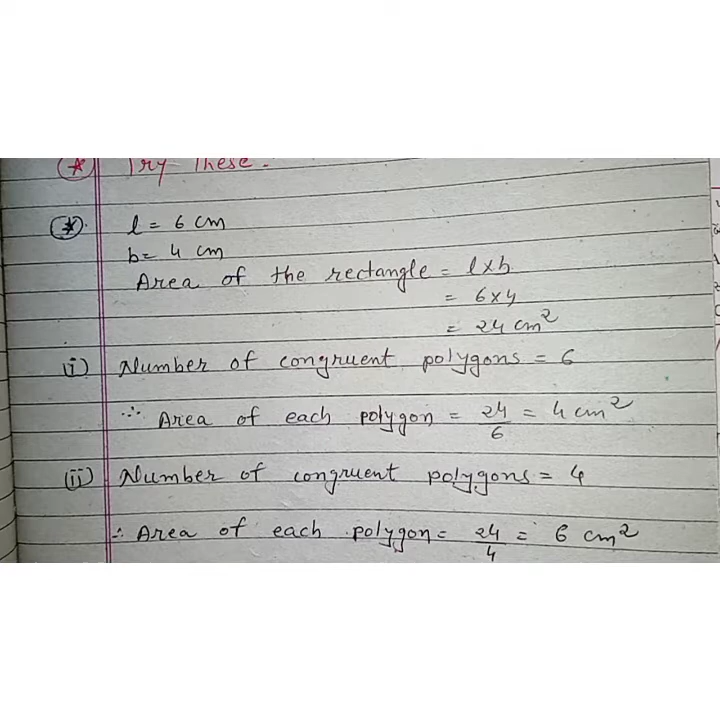 * Try These.
* l = 6 cm
b = 4 cm
Area of the rectangle = l×b
= 6×4
= 24 cm²
(i) Number of congruent polygons = 6
∴ Area of each polygon = 24/6 = 4 cm²
(ii) Number of congruent polygons = 4
∴ Area of each polygon = 24/4 = 6 cm²